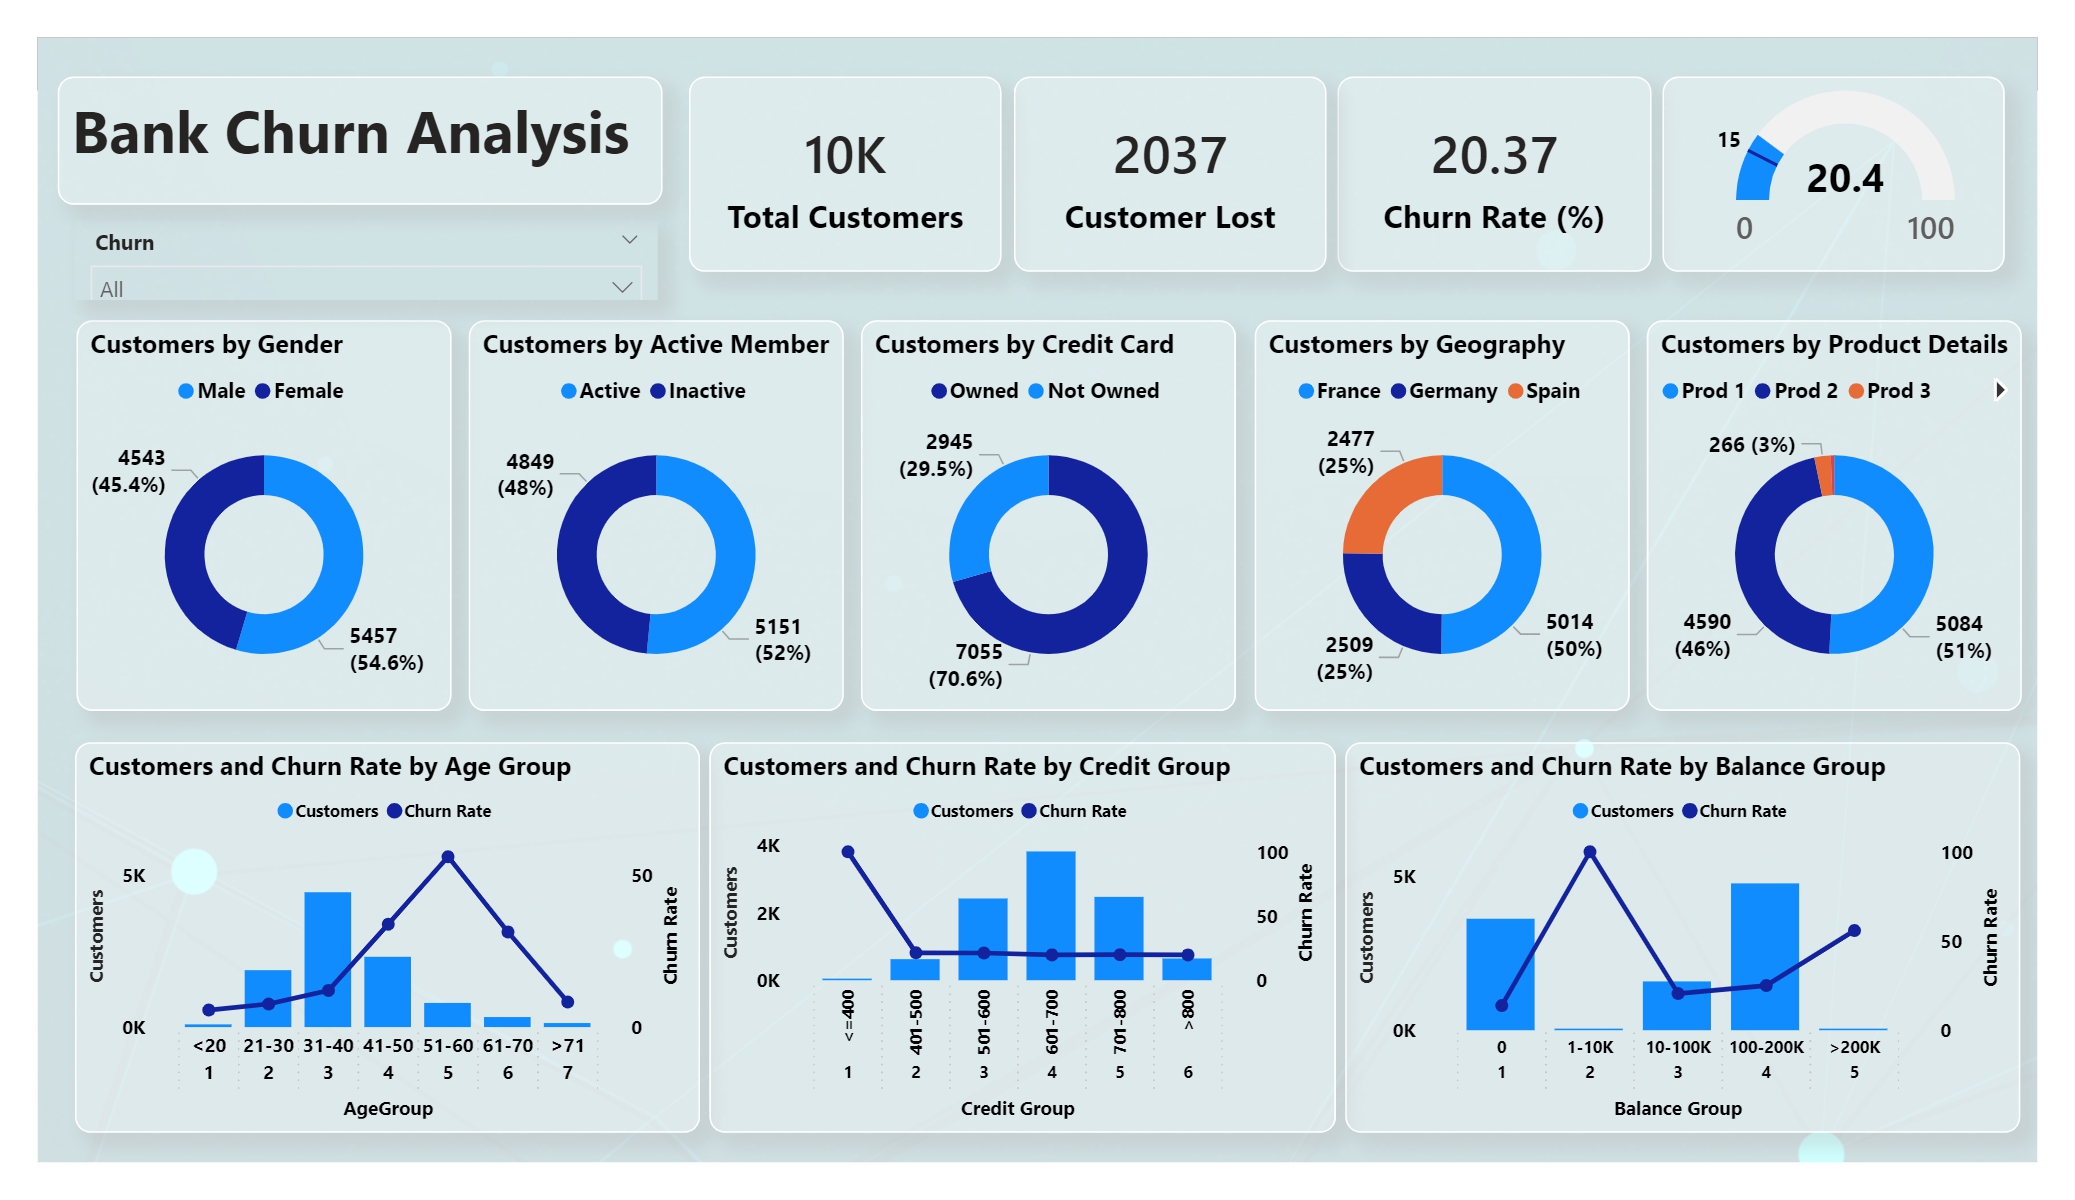 Bank Churn Analysis
Churn
All
10K
Total Customers
2037
Customer Lost
20.37
Churn Rate (%)
15
20.4
0
100
Customers by Gender
Male Female
4543
(45.4%)
5457
(54.6%)
Customers by Active Member
Active Inactive
4849
(48%)
5151
(52%)
Customers by Credit Card
Owned Not Owned
2945
(29.5%)
7055
(70.6%)
Customers by Geography
France Germany Spain
2477
(25%)
2509
(25%)
5014
(50%)
Customers by Product Details
Prod 1 Prod 2 Prod 3
266 (3%)
4590
(46%)
5084
(51%)
Customers and Churn Rate by Age Group
Customers Churn Rate
5K
0K
Customers
50
0
Churn Rate
<20 21-30 31-40 41-50 51-60 61-70 >71
1 2 3 4 5 6 7
AgeGroup
Customers and Churn Rate by Credit Group
Customers Churn Rate
4K
2K
0K
Customers
100
50
0
Churn Rate
<=400 401-500 501-600 601-700 701-800 >800
1 2 3 4 5 6
Credit Group
Customers and Churn Rate by Balance Group
Customers Churn Rate
5K
0K
Customers
100
50
0
Churn Rate
0 1-10K 10-100K 100-200K >200K
1 2 3 4 5
Balance Group